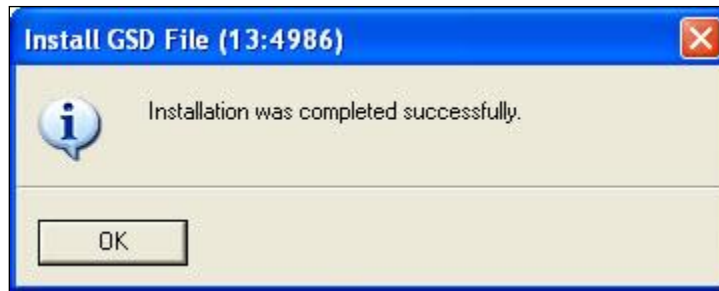 Install GSD File (13:4986)
Installation was completed successfully.
OK